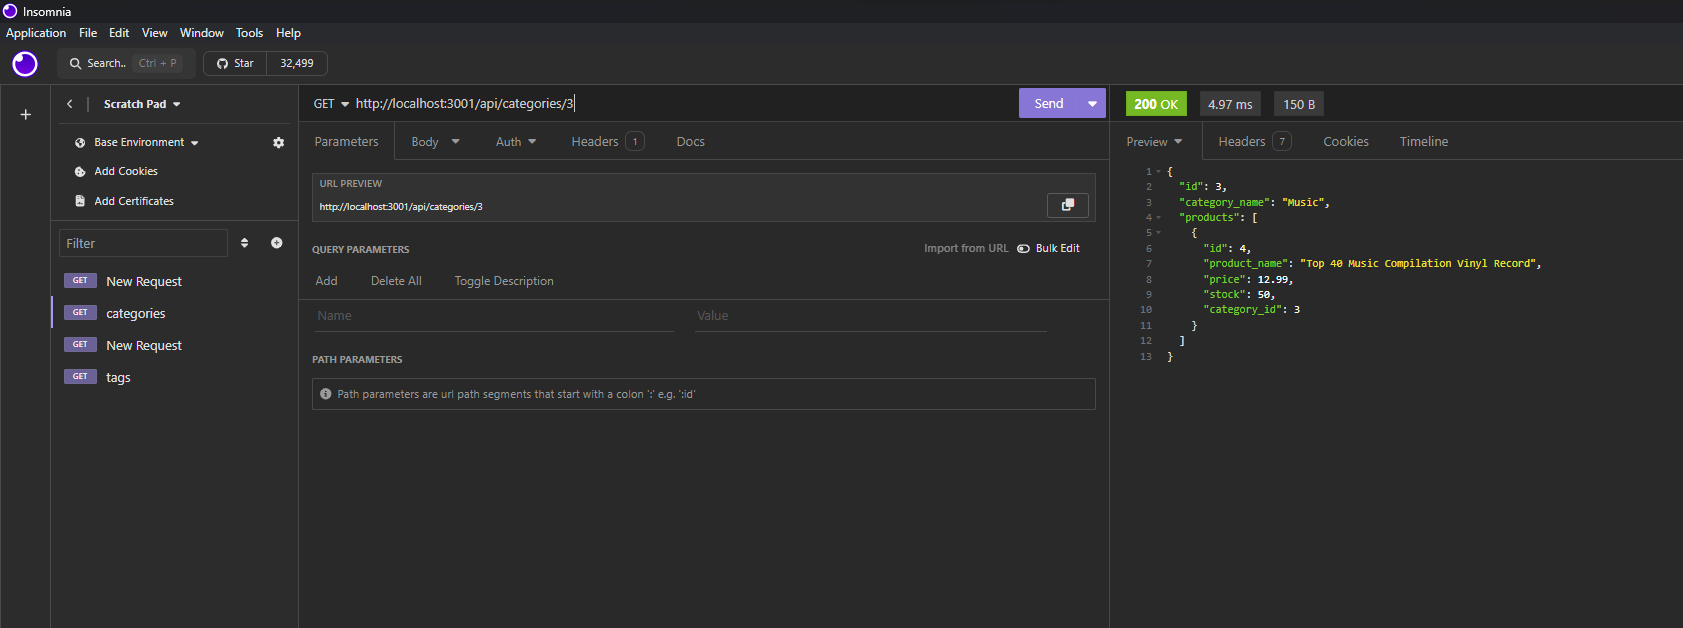 Insomnia
Application File Edit View Window Tools Help
Search.. Ctrl + P Star 32,499
Scratch Pad
Base Environment
Add Cookies
Add Certificates
Filter
GET New Request
GET categories
GET New Request
GET tags
GET http://localhost:3001/api/categories/3 Send
Parameters Body Auth Headers 1 Docs
URL PREVIEW
http://localhost:3001/api/categories/3
QUERY PARAMETERS Import from URL Bulk Edit
Add Delete All Toggle Description
Name Value
PATH PARAMETERS
Path parameters are url path segments that start with a colon ':' e.g. ':id'
200 OK 4.97 ms 150 B
Preview Headers 7 Cookies Timeline
1 {
2 "id": 3,
3 "category_name": "Music",
4 "products": [
5 {
6 "id": 4,
7 "product_name": "Top 40 Music Compilation Vinyl Record",
8 "price": 12.99,
9 "stock": 50,
10 "category_id": 3
11 }
12 ]
13 }